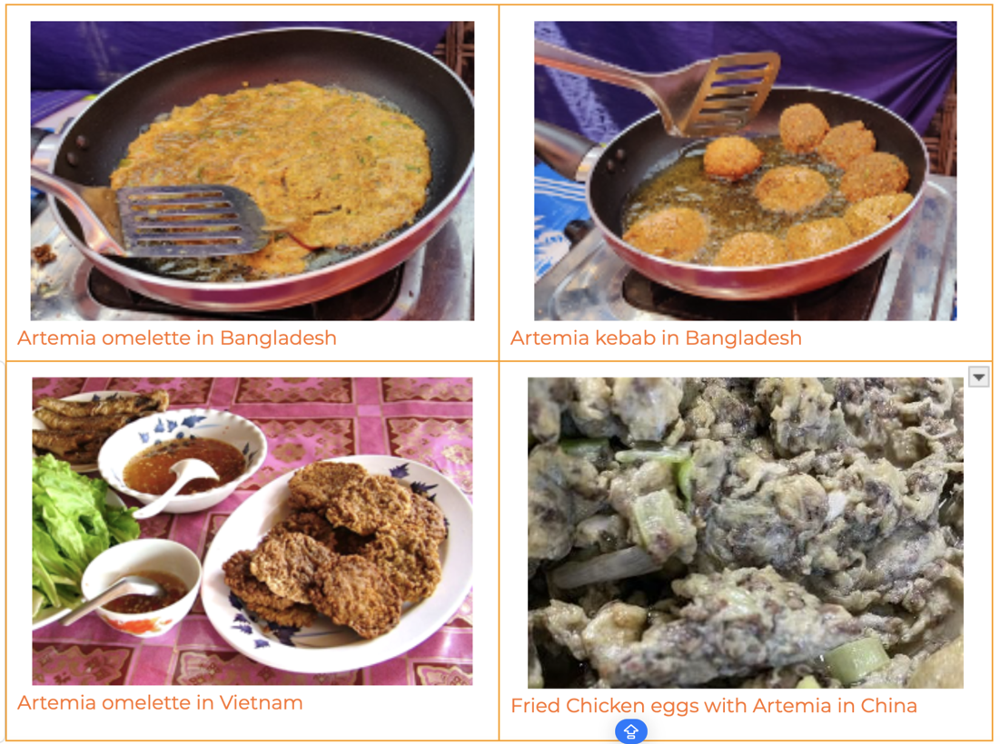 Artemia omelette in Bangladesh
Artemia kebab in Bangladesh
Artemia omelette in Vietnam
Fried Chicken eggs with Artemia in China